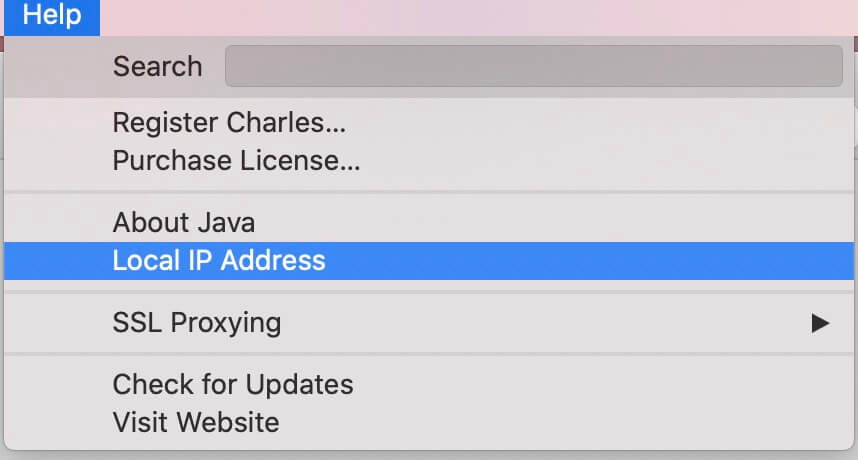 Help
Search
Register Charles...
Purchase License...
About Java
Local IP Address
SSL Proxying
Check for Updates
Visit Website